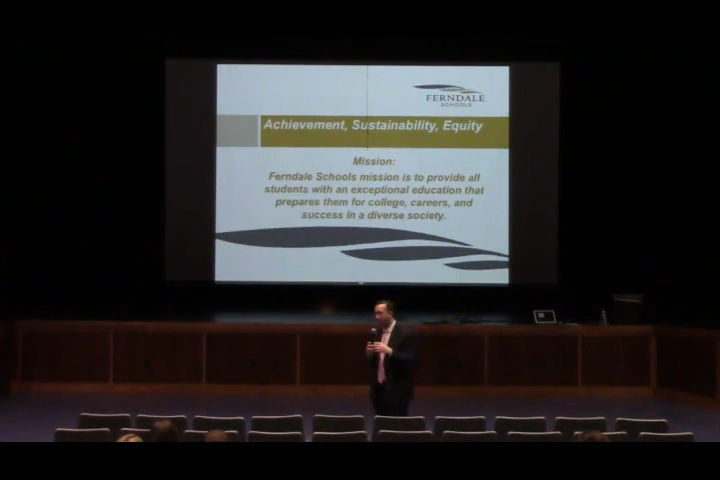 FERNDALE
SCHOOLS
Achievement, Sustainability, Equity
Mission:
Ferndale Schools mission is to provide all
students with an exceptional education that
prepares them for college, careers, and
success in a diverse society.